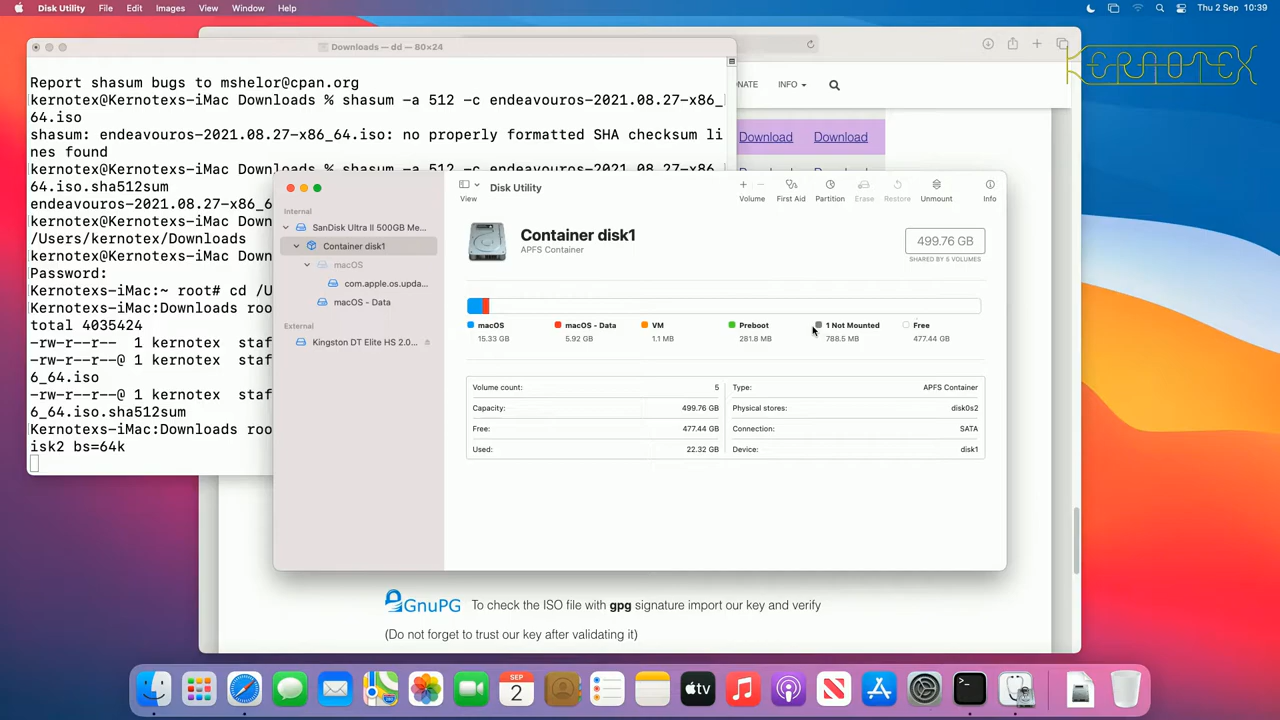 Disk Utility File Edit Images View Window Help Thu 2 Sep 10:39
KERNOTEX
Downloads — dd — 80×24
Report shasum bugs to mshelor@cpan.org
kernotex@Kernotexs-iMac Downloads % shasum -a 512 -c endeavouros-2021.08.27-x86_
64.iso
shasum: endeavouros-2021.08.27-x86_64.iso: no properly formatted SHA checksum li
nes found
kernotex@Kernotexs-iMac Downloads % shasum -a 512 -c endeavouros-2021.08.27-x86_
64.iso.sha512sum
endeavouros-2021.08.27-x86_6
kernotex@Kernotexs-iMac Down
/Users/kernotex/Downloads
kernotex@Kernotexs-iMac Down
Password:
Kernotexs-iMac:~ root# cd /U
Kernotexs-iMac:Downloads roo
total 4035424
-rw-r--r-- 1 kernotex staf
-rw-r--r--@ 1 kernotex staf
6_64.iso
-rw-r--r--@ 1 kernotex staf
6_64.iso.sha512sum
Kernotexs-iMac:Downloads roo
isk2 bs=64k
NATE INFO
Download Download
Disk Utility
View
Volume First Aid Partition Erase Restore Unmount Info
Internal
SanDisk Ultra II 500GB Me...
Container disk1
macOS
com.apple.os.upda...
macOS - Data
External
Kingston DT Elite HS 2.0...
Container disk1
APFS Container
499.76 GB
SHARED BY 5 VOLUMES
macOS macOS - Data VM Preboot 1 Not Mounted Free
15.33 GB 5.92 GB 1.1 MB 281.8 MB 788.5 MB 477.44 GB
Volume count: 5 Type: APFS Container
Capacity: 499.76 GB Physical stores: disk0s2
Free: 477.44 GB Connection: SATA
Used: 22.32 GB Device: disk1
GnuPG To check the ISO file with gpg signature import our key and verify
(Do not forget to trust our key after validating it)
SEP
2
tv